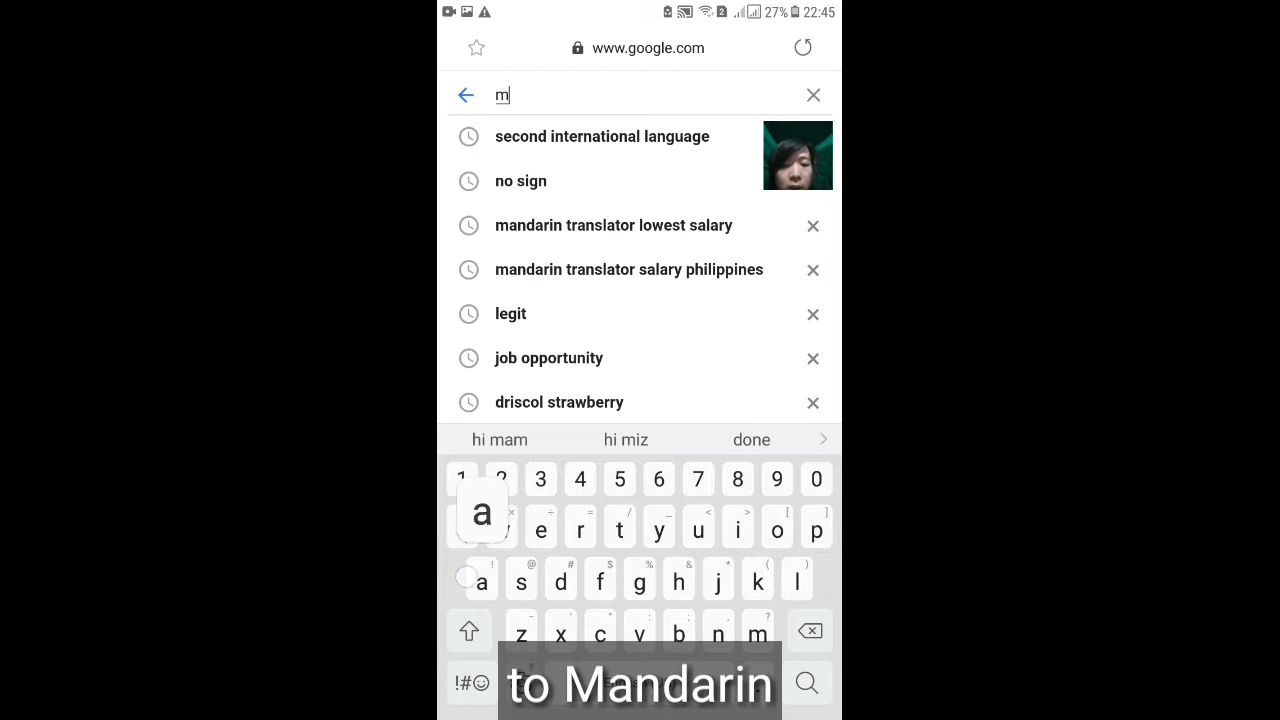 2 27% 22:45
www.google.com
m
second international language
no sign
mandarin translator lowest salary
mandarin translator salary philippines
legit
job opportunity
driscol strawberry
hi mam hi miz done
1 2 3 4 5 6 7 8 9 0
a
e r t y u i o p
a s d f g h j k l
z x c v b n m
!#☺
to Mandarin